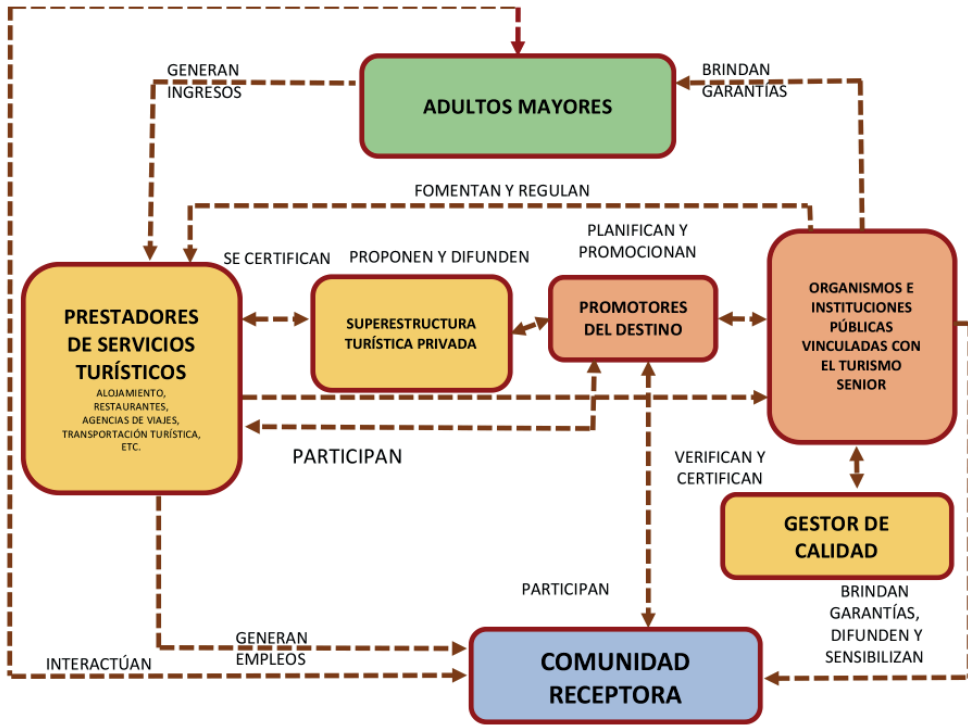 GENERAN
INGRESOS
ADULTOS MAYORES
BRINDAN
GARANTÍAS
FOMENTAN Y REGULAN
SE CERTIFICAN
PROPONEN Y DIFUNDEN
PLANIFICAN Y
PROMOCIONAN
PRESTADORES
DE SERVICIOS
TURÍSTICOS
ALOJAMIENTO,
RESTAURANTES,
AGENCIAS DE VIAJES,
TRANSPORTACIÓN TURÍSTICA,
ETC.
SUPERESTRUCTURA
TURÍSTICA PRIVADA
PROMOTORES
DEL DESTINO
ORGANISMOS E
INSTITUCIONES
PÚBLICAS
VINCULADAS CON
EL TURISMO
SENIOR
PARTICIPAN
VERIFICAN Y
CERTIFICAN
GESTOR DE
CALIDAD
PARTICIPAN
BRINDAN
GARANTÍAS,
DIFUNDEN Y
SENSIBILIZAN
GENERAN
EMPLEOS
INTERACTÚAN
COMUNIDAD
RECEPTORA